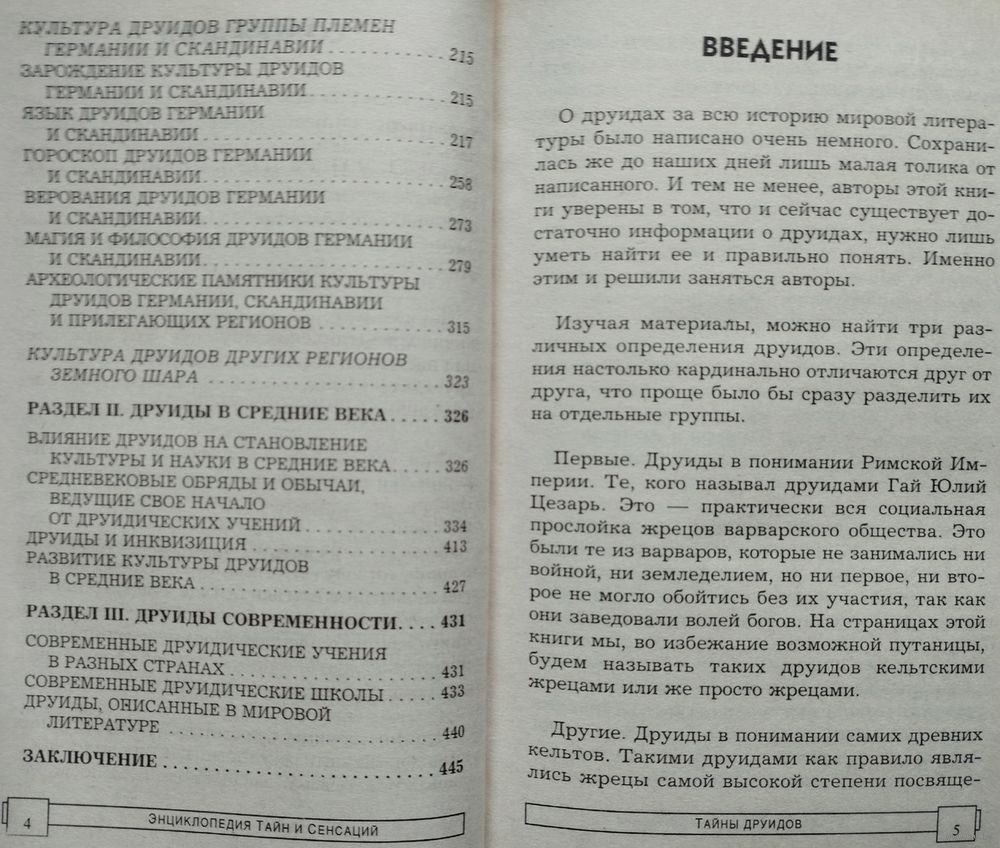 КУЛЬТУРА ДРУИДОВ ГРУППЫ ПЛЕМЕН
ГЕРМАНИИ И СКАНДИНАВИИ . . . . . . . . . . . . 215
ЗАРОЖДЕНИЕ КУЛЬТУРЫ ДРУИДОВ
ГЕРМАНИИ И СКАНДИНАВИИ . . . . . . . . . . . . 215
ЯЗЫК ДРУИДОВ ГЕРМАНИИ
И СКАНДИНАВИИ . . . . . . . . . . . . 217
ГОРОСКОП ДРУИДОВ ГЕРМАНИИ
И СКАНДИНАВИИ . . . . . . . . . . . . 258
ВЕРОВАНИЯ ДРУИДОВ ГЕРМАНИИ
И СКАНДИНАВИИ . . . . . . . . . . . . 273
МАГИЯ И ФИЛОСОФИЯ ДРУИДОВ ГЕРМАНИИ
И СКАНДИНАВИИ . . . . . . . . . . . . 279
АРХЕОЛОГИЧЕСКИЕ ПАМЯТНИКИ КУЛЬТУРЫ
ДРУИДОВ ГЕРМАНИИ, СКАНДИНАВИИ
И ПРИЛЕГАЮЩИХ РЕГИОНОВ . . . . . . . . . . . . 315
КУЛЬТУРА ДРУИДОВ ДРУГИХ РЕГИОНОВ
ЗЕМНОГО ШАРА . . . . . . . . . . . . 323
РАЗДЕЛ II. ДРУИДЫ В СРЕДНИЕ ВЕКА . . . . . 326
ВЛИЯНИЕ ДРУИДОВ НА СТАНОВЛЕНИЕ
КУЛЬТУРЫ И НАУКИ В СРЕДНИЕ ВЕКА . . . . . 326
СРЕДНЕВЕКОВЫЕ ОБРЯДЫ И ОБЫЧАИ,
ВЕДУЩИЕ СВОЕ НАЧАЛО
ОТ ДРУИДИЧЕСКИХ УЧЕНИЙ . . . . . . . . . . . . 334
ДРУИДЫ И ИНКВИЗИЦИЯ . . . . . . . . . . . . 413
РАЗВИТИЕ КУЛЬТУРЫ ДРУИДОВ
В СРЕДНИЕ ВЕКА . . . . . . . . . . . . 427
РАЗДЕЛ III. ДРУИДЫ СОВРЕМЕННОСТИ . . . . 431
СОВРЕМЕННЫЕ ДРУИДИЧЕСКИЕ УЧЕНИЯ
В РАЗНЫХ СТРАНАХ . . . . . . . . . . . . 431
СОВРЕМЕННЫЕ ДРУИДИЧЕСКИЕ ШКОЛЫ . . . . . 433
ДРУИДЫ, ОПИСАННЫЕ В МИРОВОЙ
ЛИТЕРАТУРЕ . . . . . . . . . . . . 440
ЗАКЛЮЧЕНИЕ . . . . . . . . . . . . 445
4 ЭНЦИКЛОПЕДИЯ ТАЙН И СЕНСАЦИЙ
ВВЕДЕНИЕ
О друидах за всю историю мировой литера-
туры было написано очень немного. Сохрани-
лась же до наших дней лишь малая толика от
написанного. И тем не менее, авторы этой кни-
ги уверены в том, что и сейчас существует до-
статочно информации о друидах, нужно лишь
уметь найти ее и правильно понять. Именно
этим и решили заняться авторы.
Изучая материалы, можно найти три раз-
личных определения друидов. Эти определе-
ния настолько кардинально отличаются друг от
друга, что проще было бы сразу разделить их
на отдельные группы.
Первые. Друиды в понимании Римской Им-
перии. Те, кого называл друидами Гай Юлий
Цезарь. Это — практически вся социальная
прослойка жрецов варварского общества. Это
были те из варваров, которые не занимались ни
войной, ни земледелием, но ни первое, ни вто-
рое не могло обойтись без их участия, так как
они заведовали волей богов. На страницах этой
книги мы, во избежание возможной путаницы,
будем называть таких друидов кельтскими
жрецами или же просто жрецами.
Другие. Друиды в понимании самих древних
кельтов. Такими друидами как правило явля-
лись жрецы самой высокой степени посвяще-
ТАЙНЫ ДРУИДОВ 5